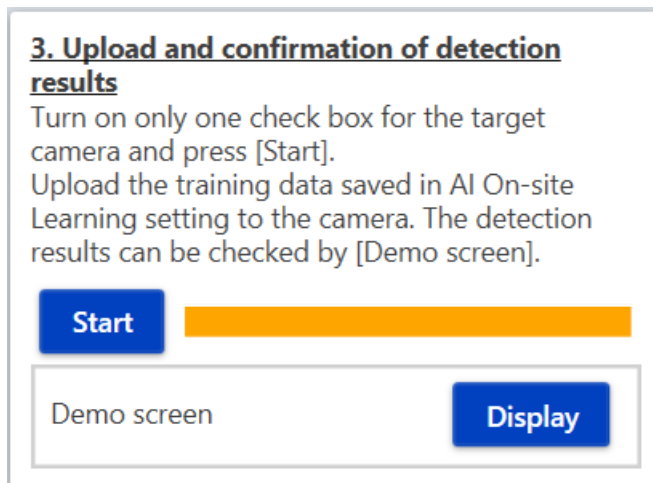 3. Upload and confirmation of detection
results
Turn on only one check box for the target
camera and press [Start].
Upload the training data saved in AI On-site
Learning setting to the camera. The detection
results can be checked by [Demo screen].
Start
Demo screen
Display